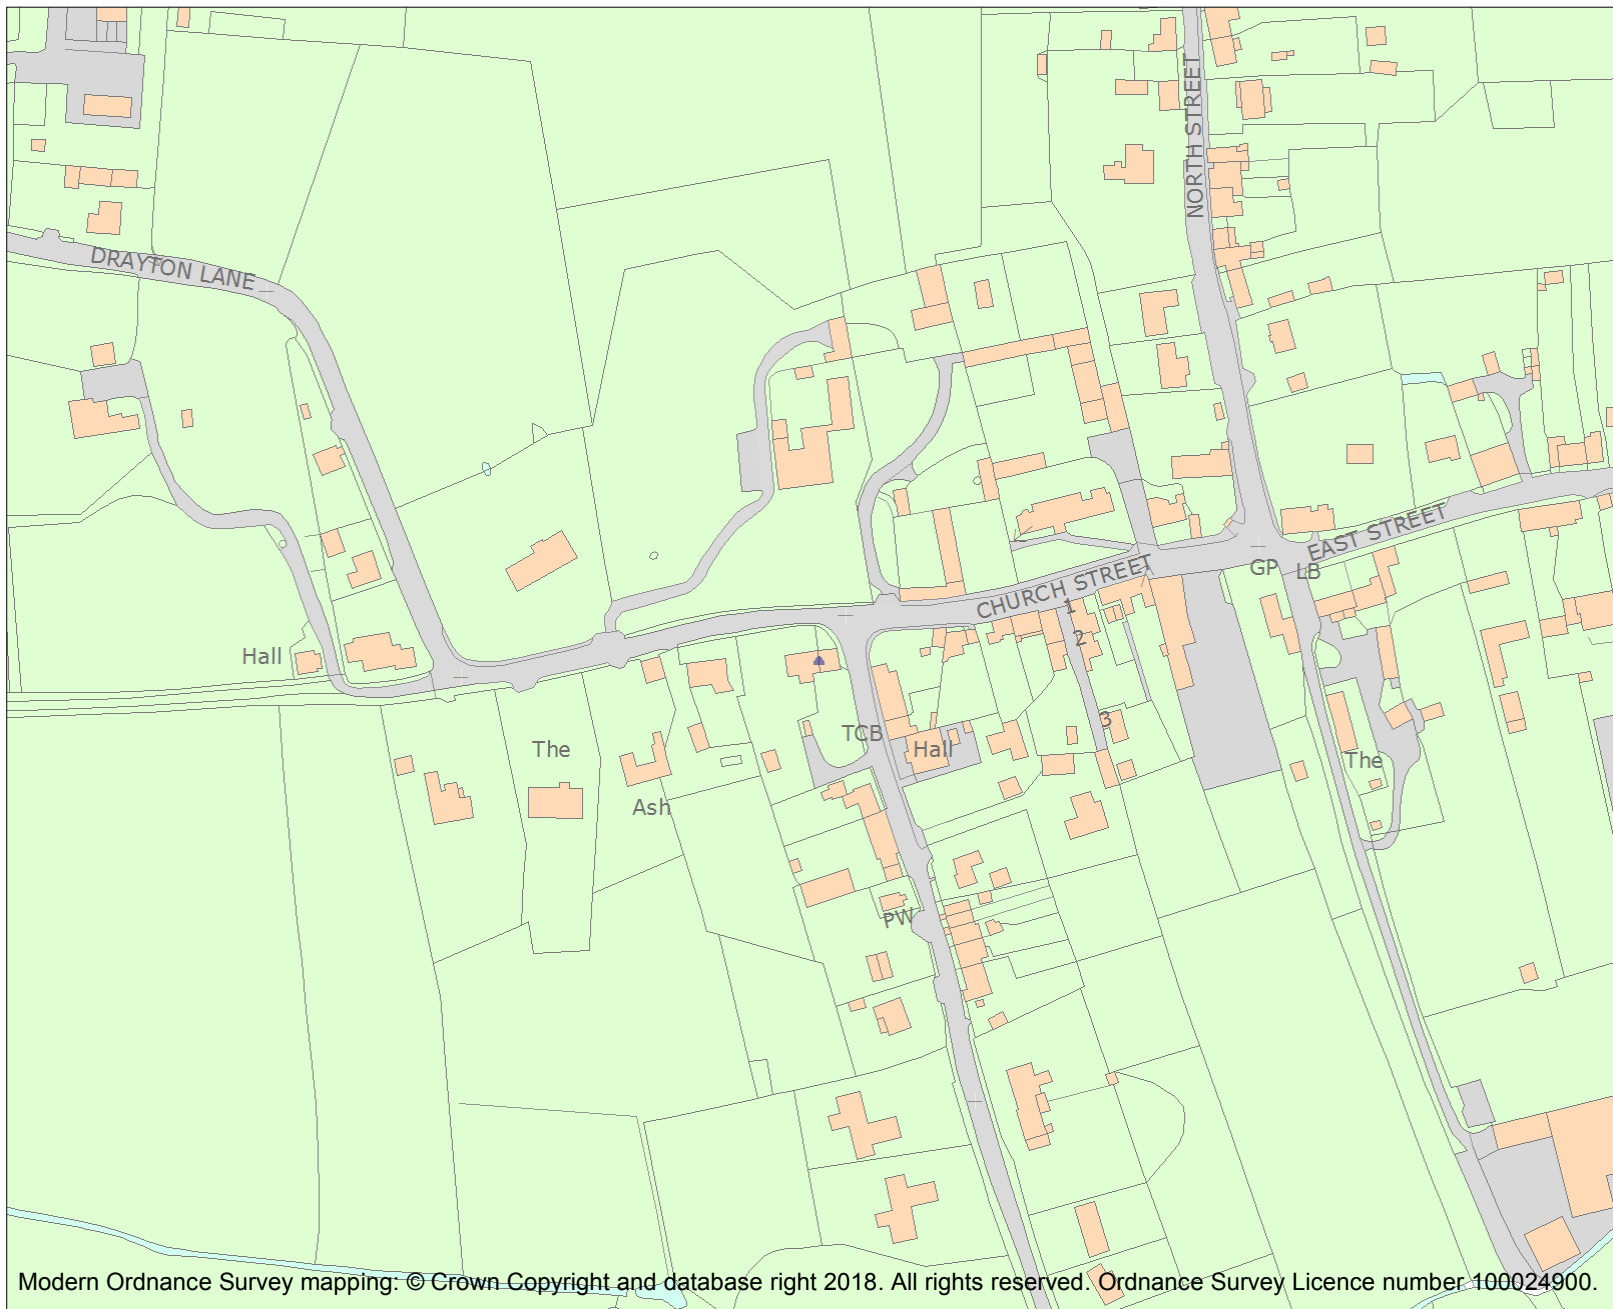 NORTH STREET
DRAYTON LANE
EAST STREET
CHURCH STREET
GP
LB
1
2
Hall
3
TCB
Hall
The
The
Ash
PW
Modern Ordnance Survey mapping: © Crown Copyright and database right 2018. All rights reserved. Ordnance Survey Licence number 100024900.